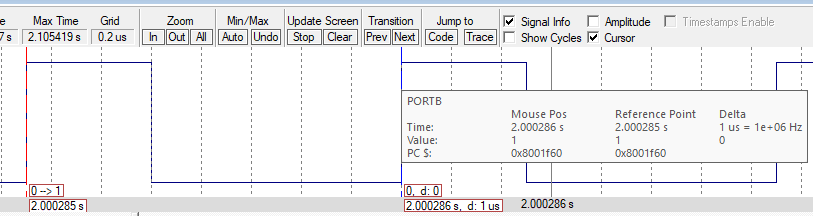 e Max Time Grid Zoom Min/Max Update Screen Transition Jump to Signal Info Amplitude Timestamps Enable
7 s 2.105419 s 0.2 us In Out All Auto Undo Stop Clear Prev Next Code Trace Show Cycles Cursor
PORTB
Mouse Pos Reference Point Delta
Time: 2.000286 s 2.000285 s 1 us = 1e+06 Hz
Value: 1 1 0
PC $: 0x8001f60 0x8001f60
0 --> 1 0, d: 0
2.000285 s 2.000286 s, d: 1 us 2.000286 s